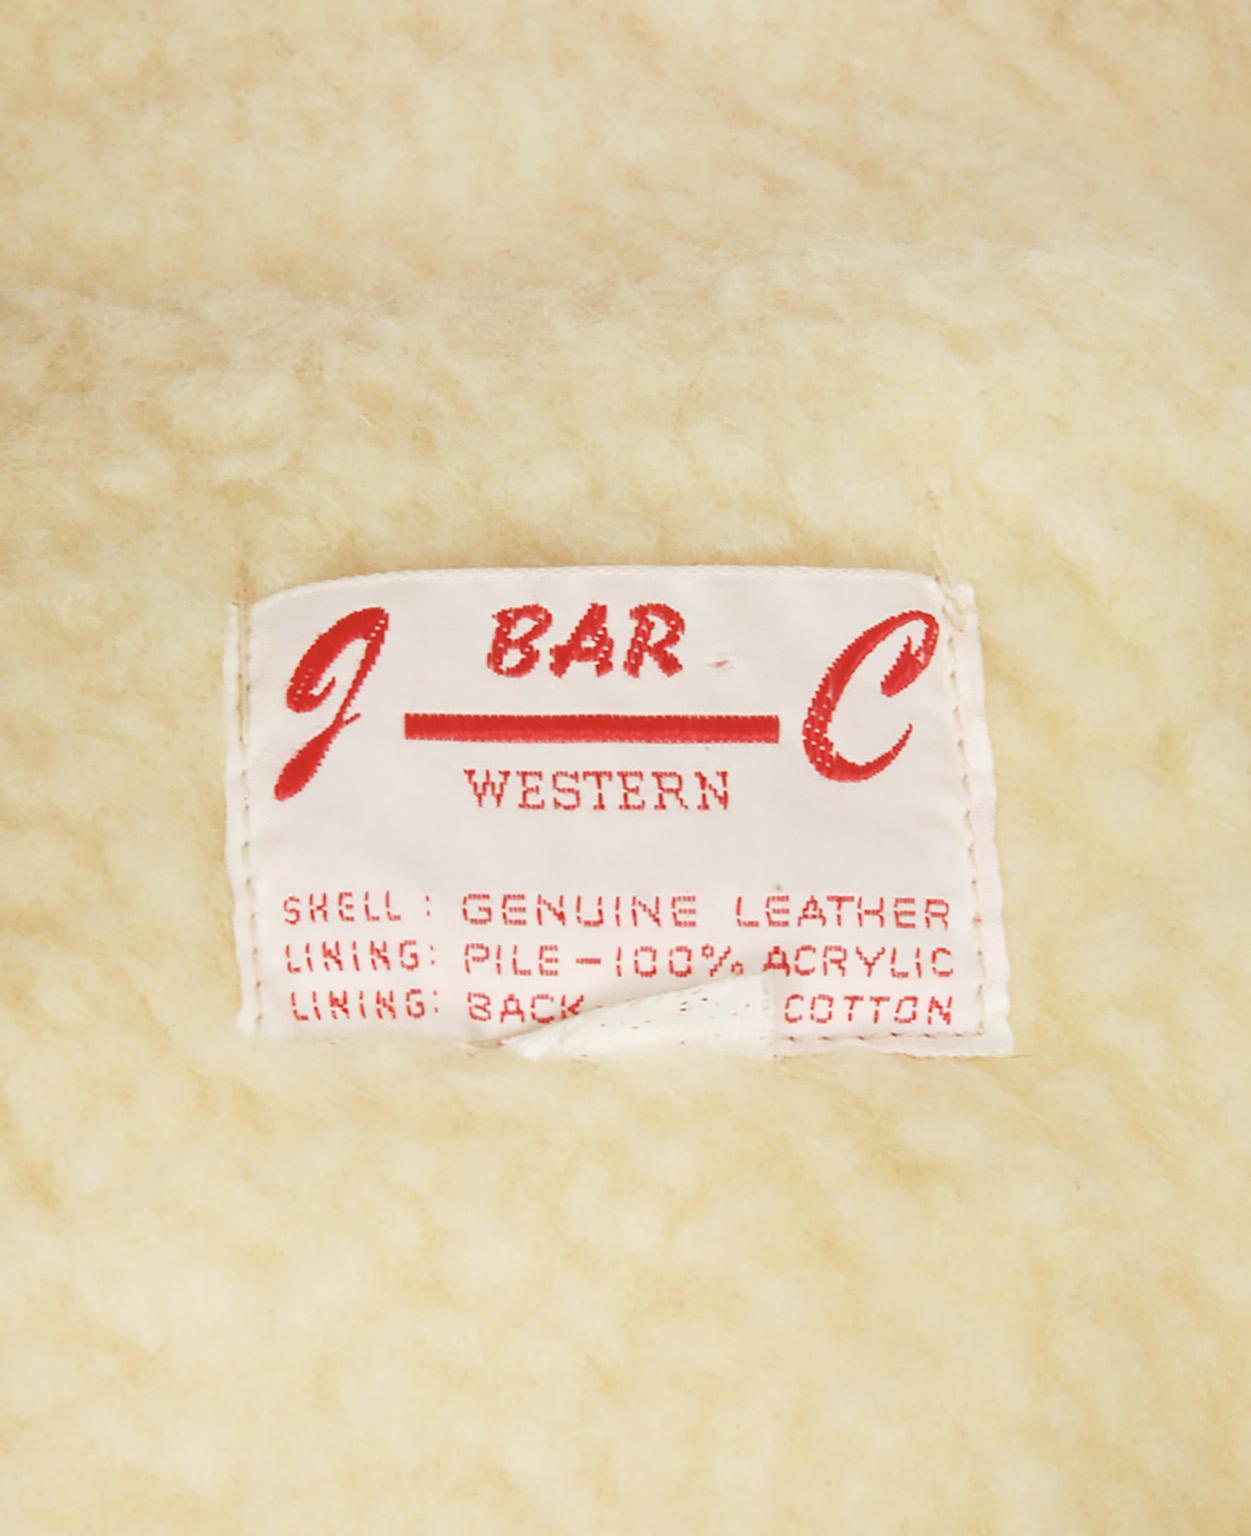 J BAR C
WESTERN
SHELL: GENUINE LEATHER
LINING: PILE-100% ACRYLIC
LINING: BACK COTTON